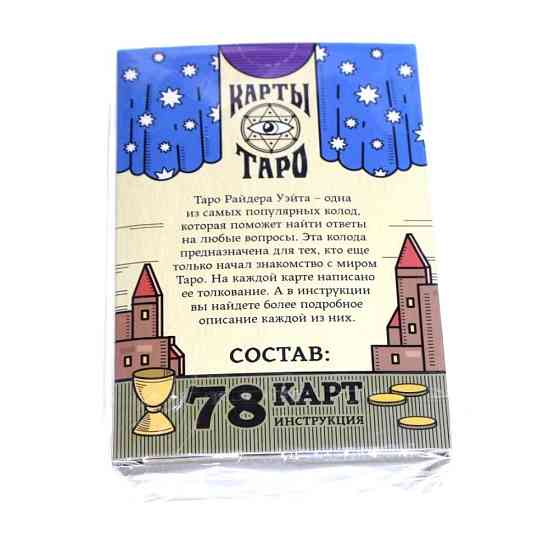 КАРТЫ
ТАРО
Таро Райдера Уэйта – одна
из самых популярных колод,
которая поможет найти ответы
на любые вопросы. Эта колода
предназначена для тех, кто еще
только начал знакомство с миром
Таро. На каждой карте написано
ее толкование. А в инструкции
вы найдете более подробное
описание каждой из них.
СОСТАВ:
78 КАРТ
ИНСТРУКЦИЯ